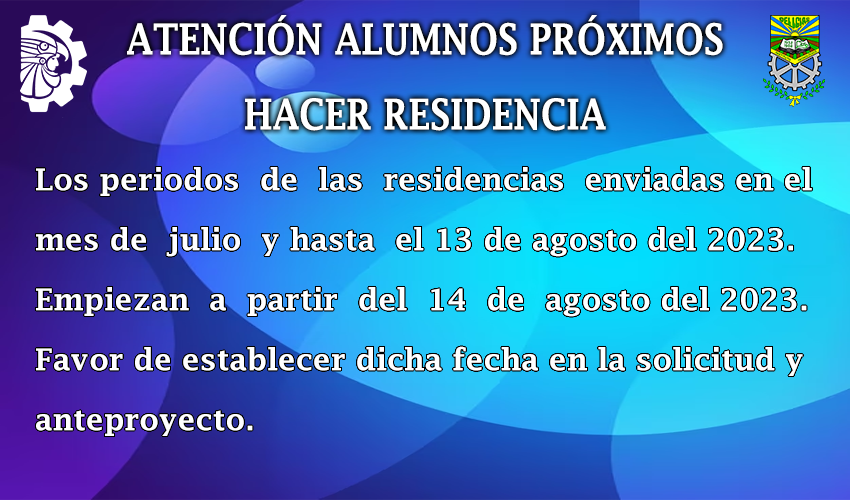 ATENCIÓN ALUMNOS PRÓXIMOS
HACER RESIDENCIA
DELICIAS
Los periodos de las residencias enviadas en el
mes de julio y hasta el 13 de agosto del 2023.
Empiezan a partir del 14 de agosto del 2023.
Favor de establecer dicha fecha en la solicitud y
anteproyecto.